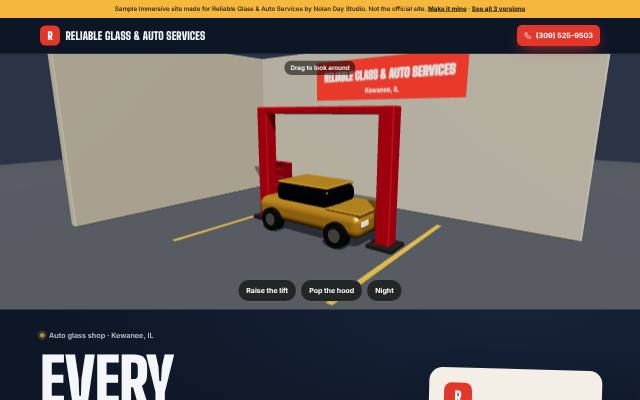 Sample Immersive site made for Reliable Glass & Auto Services by Nolan Day Studio. Not the official site. Make it mine · See all 3 versions
R RELIABLE GLASS & AUTO SERVICES
(309) 525-9503
Drag to look around
RELIABLE GLASS & AUTO SERVICES
Kewanee, IL
Raise the lift
Pop the hood
Night
Auto glass shop · Kewanee, IL
EVERY
R